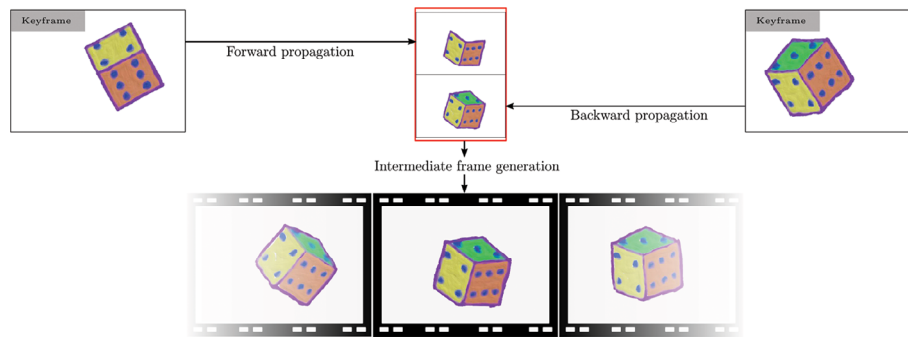 Keyframe
Keyframe
Forward propagation
Backward propagation
Intermediate frame generation